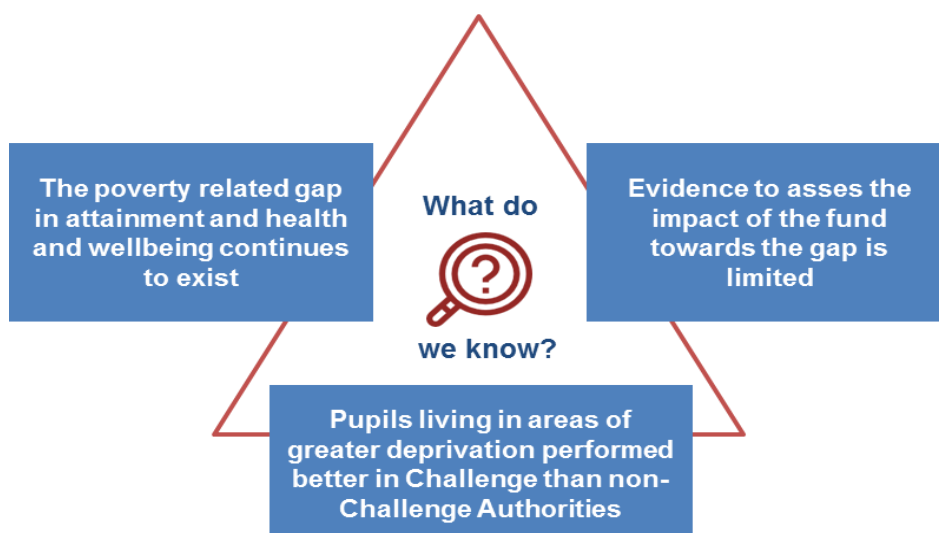 The poverty related gap
in attainment and health
and wellbeing continues
to exist
What do
?
we know?
Evidence to asses the
impact of the fund
towards the gap is
limited
Pupils living in areas of
greater deprivation performed
better in Challenge than non-
Challenge Authorities